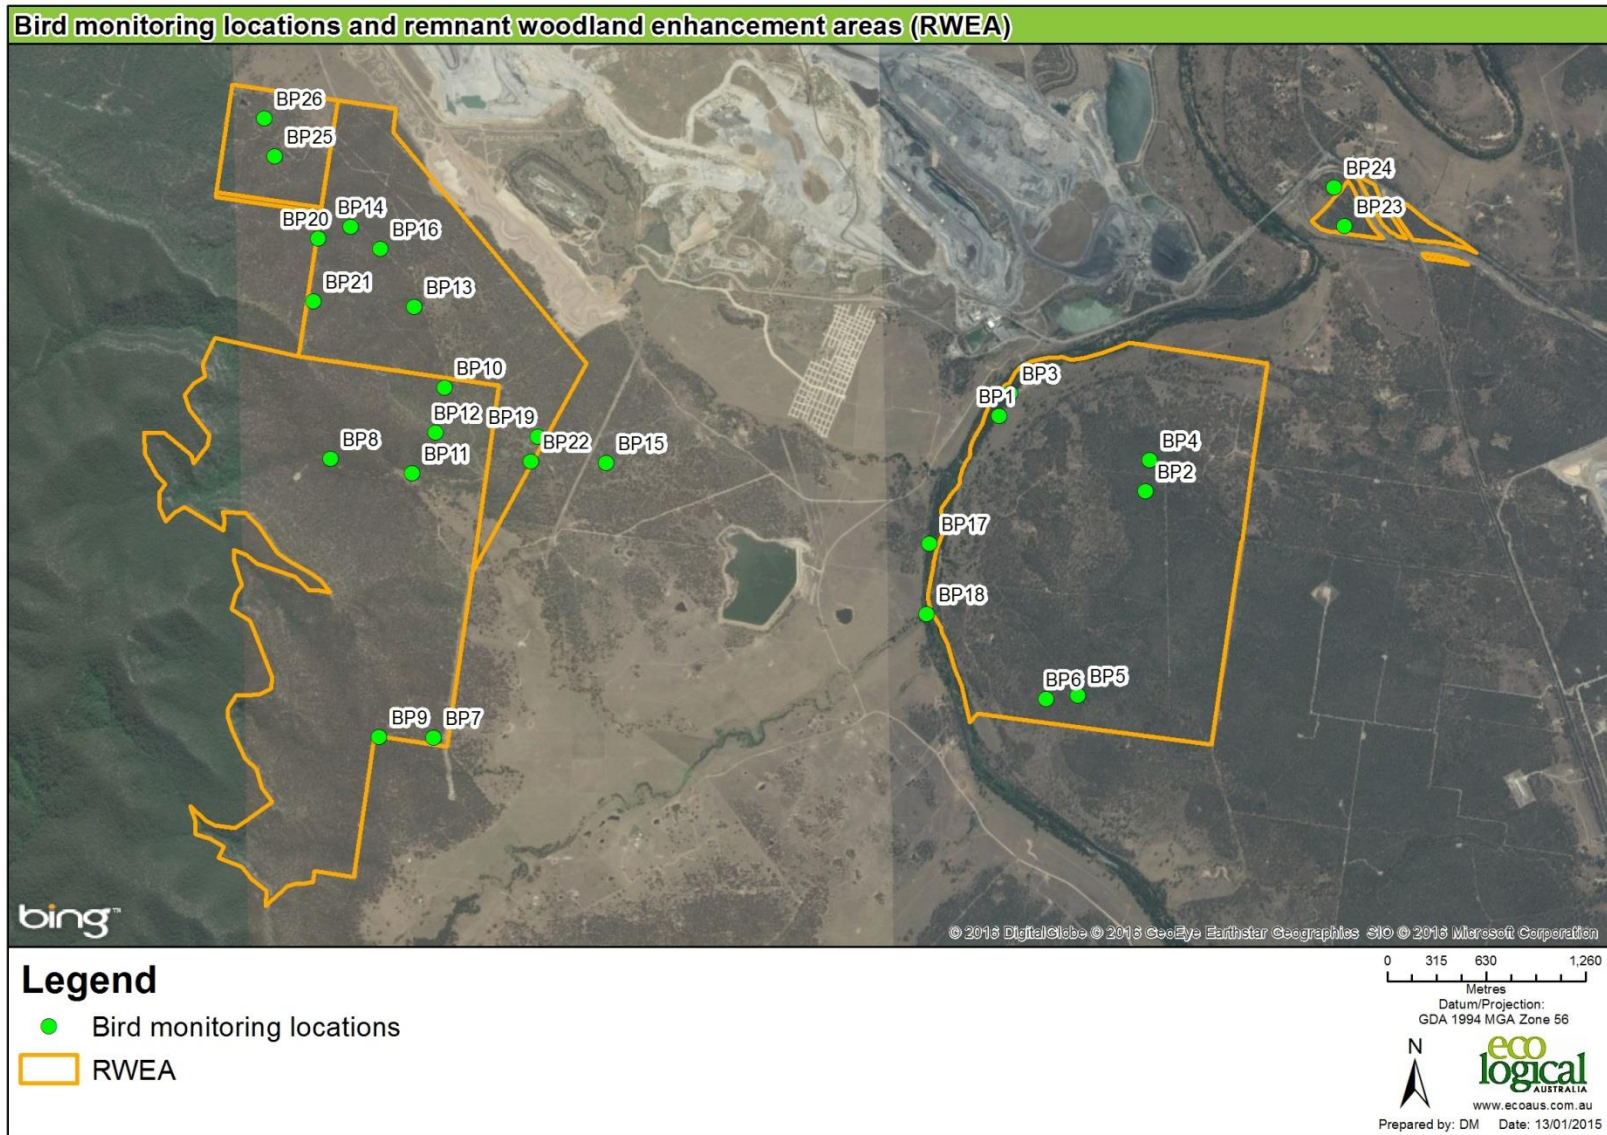 Bird monitoring locations and remnant woodland enhancement areas (RWEA)
BP26
BP25
BP24
BP23
BP20
BP14
BP16
BP21
BP13
BP10
BP3
BP1
BP12
BP19
BP8
BP11
BP22
BP15
BP4
BP2
BP17
BP18
BP6
BP5
BP9
BP7
bing™
© 2016 DigitalGlobe © 2016 GeoEye Earthstar Geographics SIO © 2016 Microsoft Corporation
Legend
Bird monitoring locations
RWEA
0 315 630 1,260
Metres
Datum/Projection:
GDA 1994 MGA Zone 56
N
eco
logical
AUSTRALIA
www.ecoaus.com.au
Prepared by: DM Date: 13/01/2015